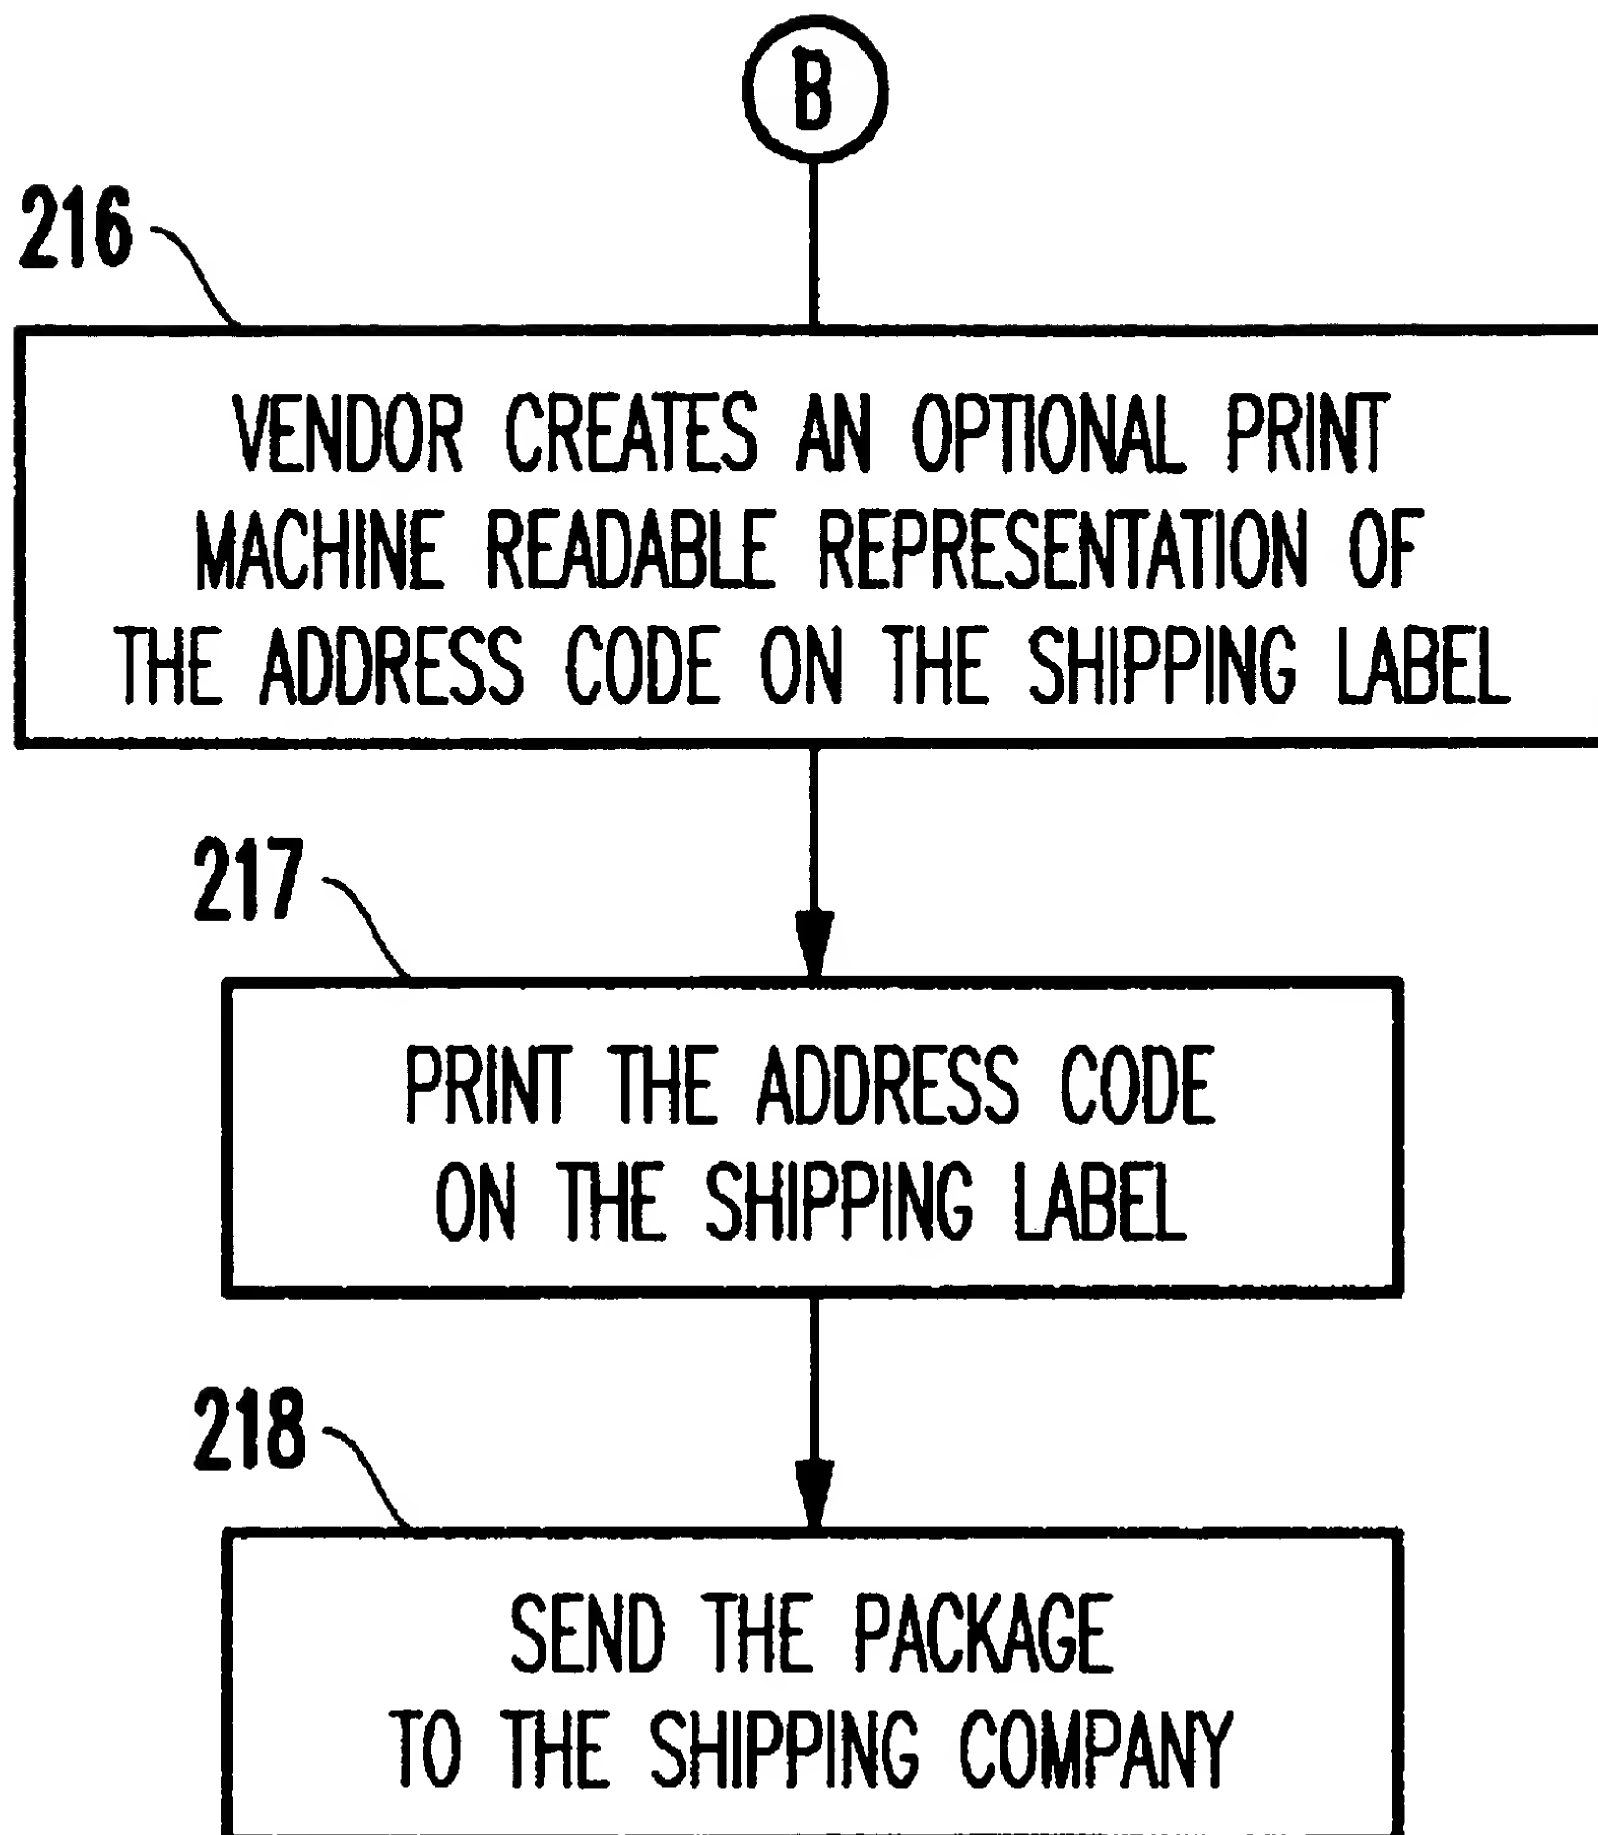 B
216
VENDOR CREATES AN OPTIONAL PRINT
MACHINE READABLE REPRESENTATION OF
THE ADDRESS CODE ON THE SHIPPING LABEL
217
PRINT THE ADDRESS CODE
ON THE SHIPPING LABEL
218
SEND THE PACKAGE
TO THE SHIPPING COMPANY